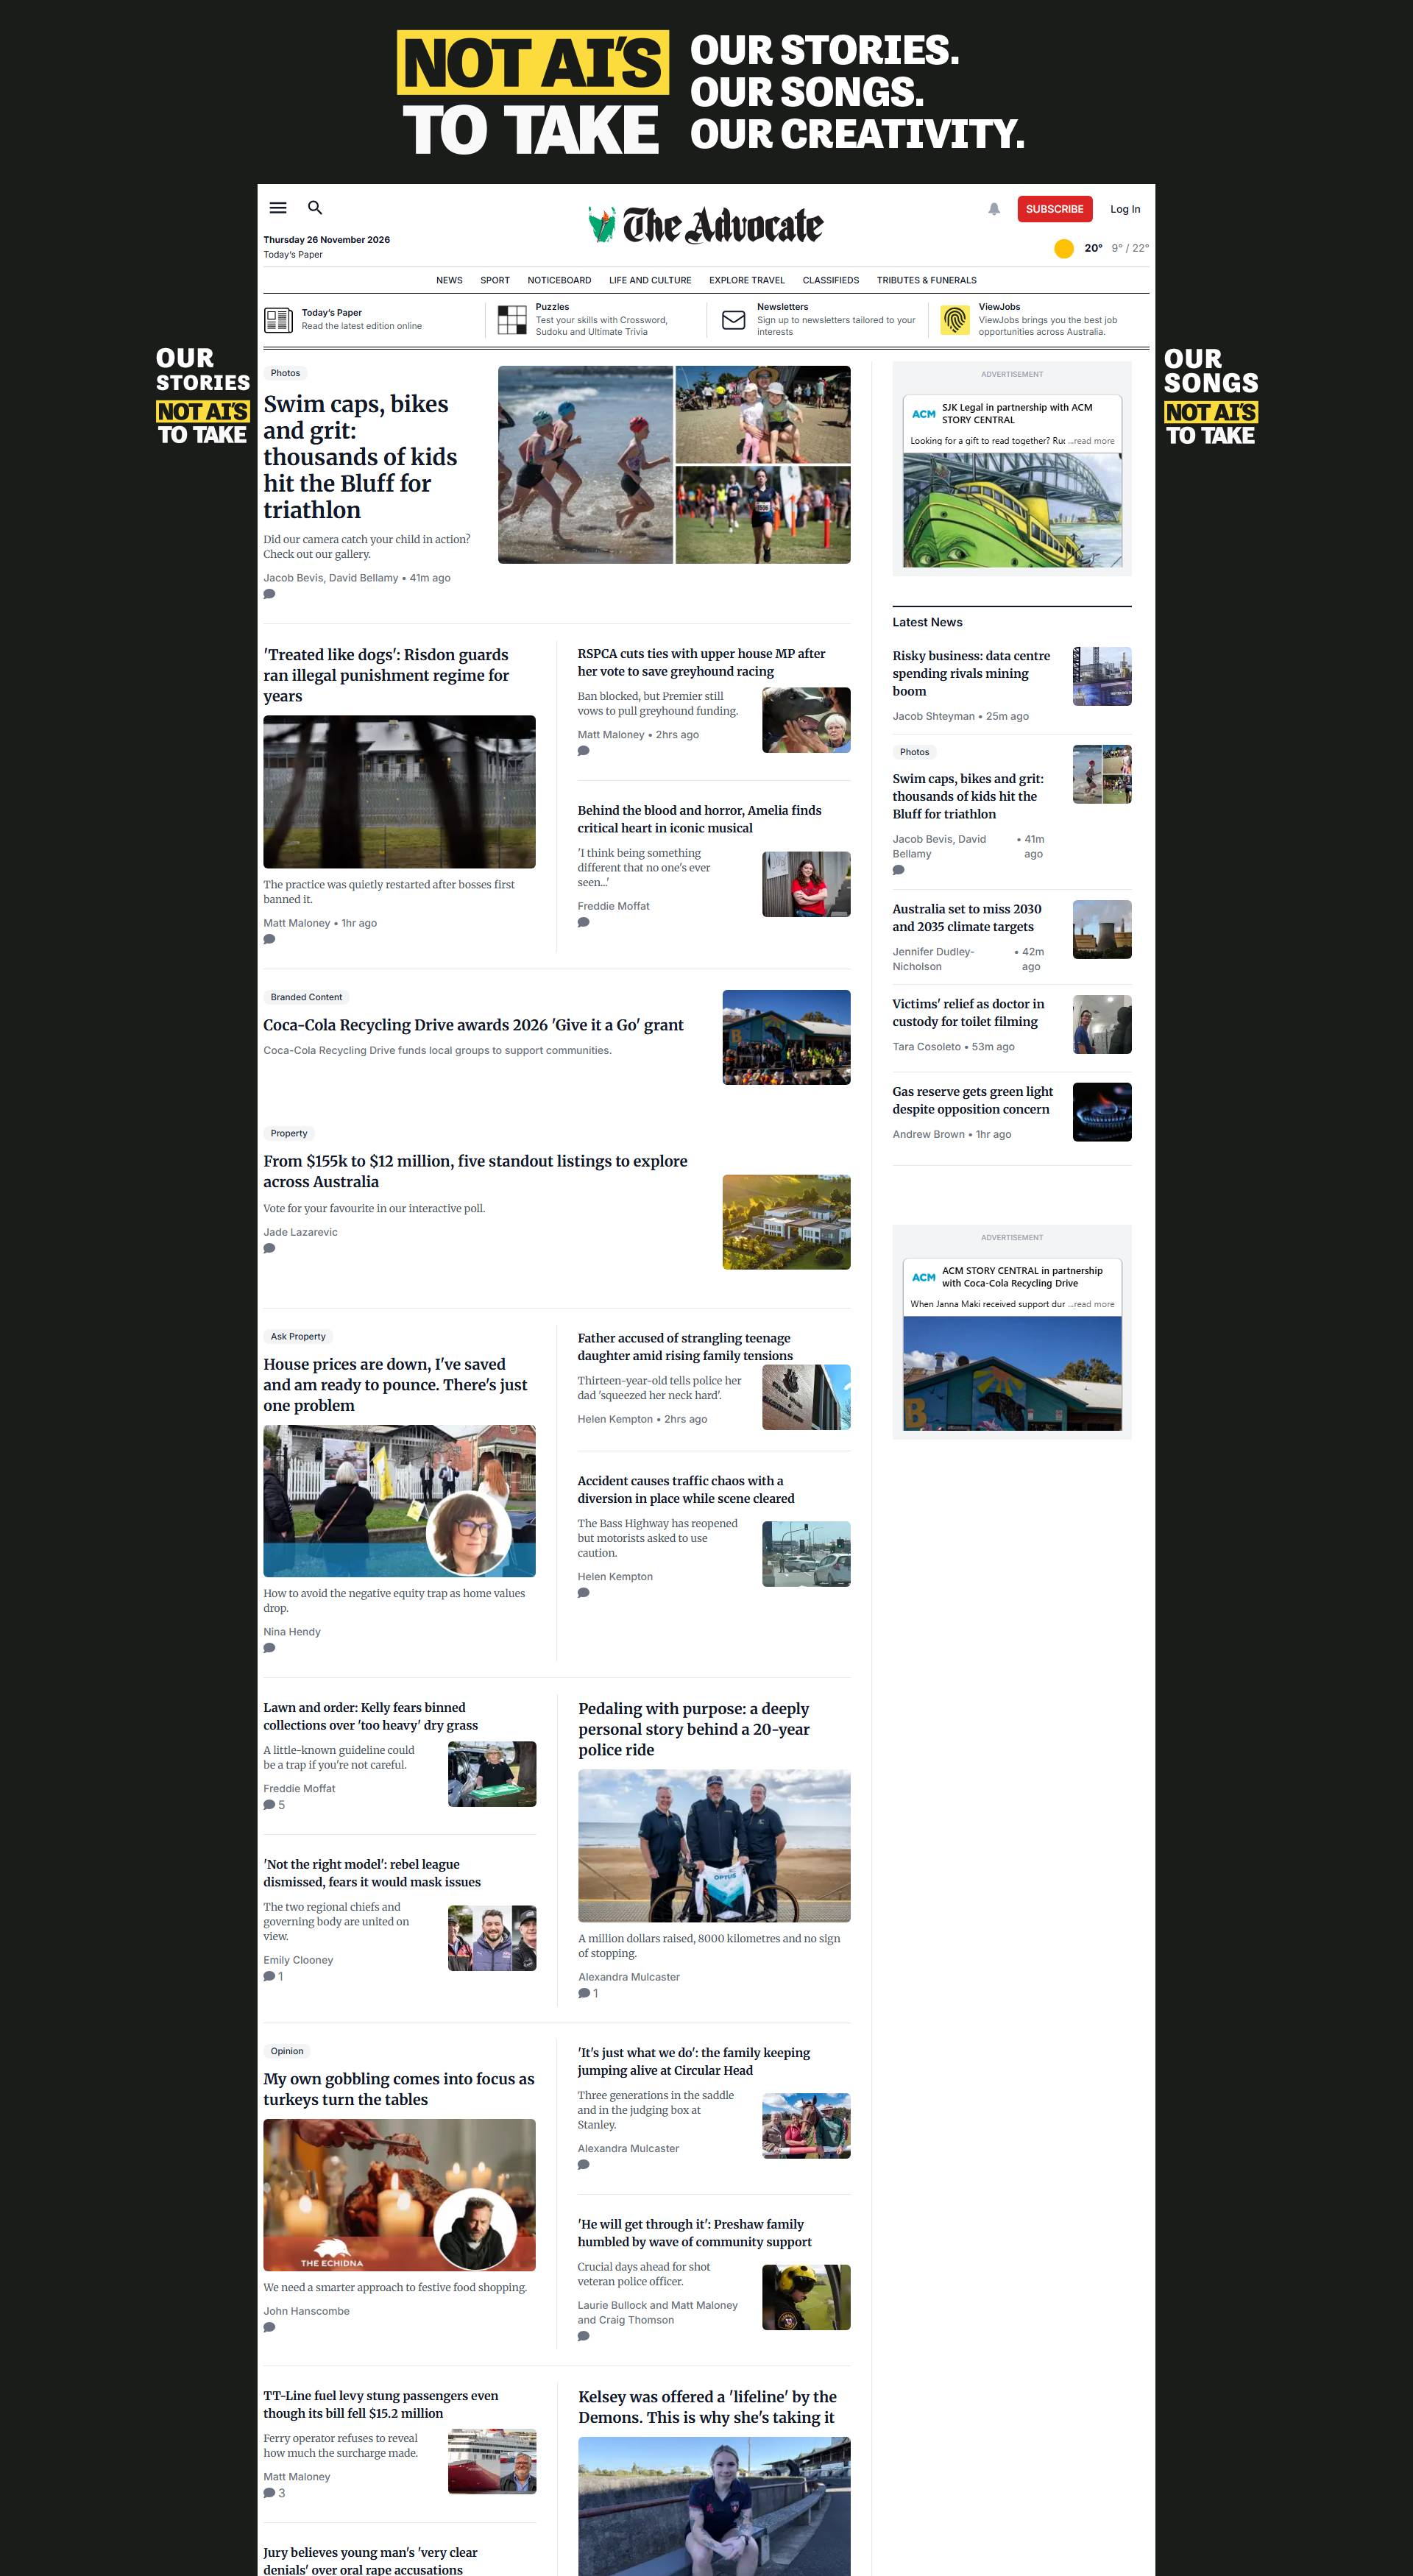 NOT AI'S
TO TAKE
OUR STORIES.
OUR SONGS.
OUR CREATIVITY.
The Advocate
SUBSCRIBE
Log In
Thursday 26 November 2026
Today's Paper
20° 9° / 22°
NEWS SPORT NOTICEBOARD LIFE AND CULTURE EXPLORE TRAVEL CLASSIFIEDS TRIBUTES & FUNERALS
Today's Paper
Read the latest edition online
Puzzles
Test your skills with Crossword,
Sudoku and Ultimate Trivia
Newsletters
Sign up to newsletters tailored to your
interests
ViewJobs
ViewJobs brings you the best job
opportunities across Australia.
OUR
STORIES
NOT AI'S
TO TAKE
OUR
SONGS
NOT AI'S
TO TAKE
Photos
Swim caps, bikes
and grit:
thousands of kids
hit the Bluff for
triathlon
Did our camera catch your child in action?
Check out our gallery.
Jacob Bevis, David Bellamy • 41m ago
'Treated like dogs': Risdon guards
ran illegal punishment regime for
years
The practice was quietly restarted after bosses first
banned it.
Matt Maloney • 1hr ago
RSPCA cuts ties with upper house MP after
her vote to save greyhound racing
Ban blocked, but Premier still
vows to pull greyhound funding.
Matt Maloney • 2hrs ago
Behind the blood and horror, Amelia finds
critical heart in iconic musical
'I think being something
different that no one's ever
seen...'
Freddie Moffat
Branded Content
Coca-Cola Recycling Drive awards 2026 'Give it a Go' grant
Coca-Cola Recycling Drive funds local groups to support communities.
Property
From $155k to $12 million, five standout listings to explore
across Australia
Vote for your favourite in our interactive poll.
Jade Lazarevic
Ask Property
House prices are down, I've saved
and am ready to pounce. There's just
one problem
How to avoid the negative equity trap as home values
drop.
Nina Hendy
Father accused of strangling teenage
daughter amid rising family tensions
Thirteen-year-old tells police her
dad 'squeezed her neck hard'.
Helen Kempton • 2hrs ago
Accident causes traffic chaos with a
diversion in place while scene cleared
The Bass Highway has reopened
but motorists asked to use
caution.
Helen Kempton
Lawn and order: Kelly fears binned
collections over 'too heavy' dry grass
A little-known guideline could
be a trap if you're not careful.
Freddie Moffat
5
'Not the right model': rebel league
dismissed, fears it would mask issues
The two regional chiefs and
governing body are united on
view.
Emily Clooney
1
Pedaling with purpose: a deeply
personal story behind a 20-year
police ride
OPTUS
A million dollars raised, 8000 kilometres and no sign
of stopping.
Alexandra Mulcaster
1
Opinion
My own gobbling comes into focus as
turkeys turn the tables
THE ECHIDNA
We need a smarter approach to festive food shopping.
John Hanscombe
'It's just what we do': the family keeping
jumping alive at Circular Head
Three generations in the saddle
and in the judging box at
Stanley.
Alexandra Mulcaster
'He will get through it': Preshaw family
humbled by wave of community support
Crucial days ahead for shot
veteran police officer.
Laurie Bullock and Matt Maloney
and Craig Thomson
TT-Line fuel levy stung passengers even
though its bill fell $15.2 million
Ferry operator refuses to reveal
how much the surcharge made.
Matt Maloney
3
Jury believes young man's 'very clear
denials' over oral rape accusations
Kelsey was offered a 'lifeline' by the
Demons. This is why she's taking it
ADVERTISEMENT
ACM
SJK Legal in partnership with ACM
STORY CENTRAL
Looking for a gift to read together? Ruc ...read more
Latest News
Risky business: data centre
spending rivals mining
boom
Jacob Shteyman • 25m ago
Photos
Swim caps, bikes and grit:
thousands of kids hit the
Bluff for triathlon
Jacob Bevis, David
Bellamy
• 41m
ago
Australia set to miss 2030
and 2035 climate targets
Jennifer Dudley-
Nicholson
• 42m
ago
Victims' relief as doctor in
custody for toilet filming
Tara Cosoleto • 53m ago
Gas reserve gets green light
despite opposition concern
Andrew Brown • 1hr ago
ADVERTISEMENT
ACM
ACM STORY CENTRAL in partnership
with Coca-Cola Recycling Drive
When Janna Maki received support dur ...read more
B